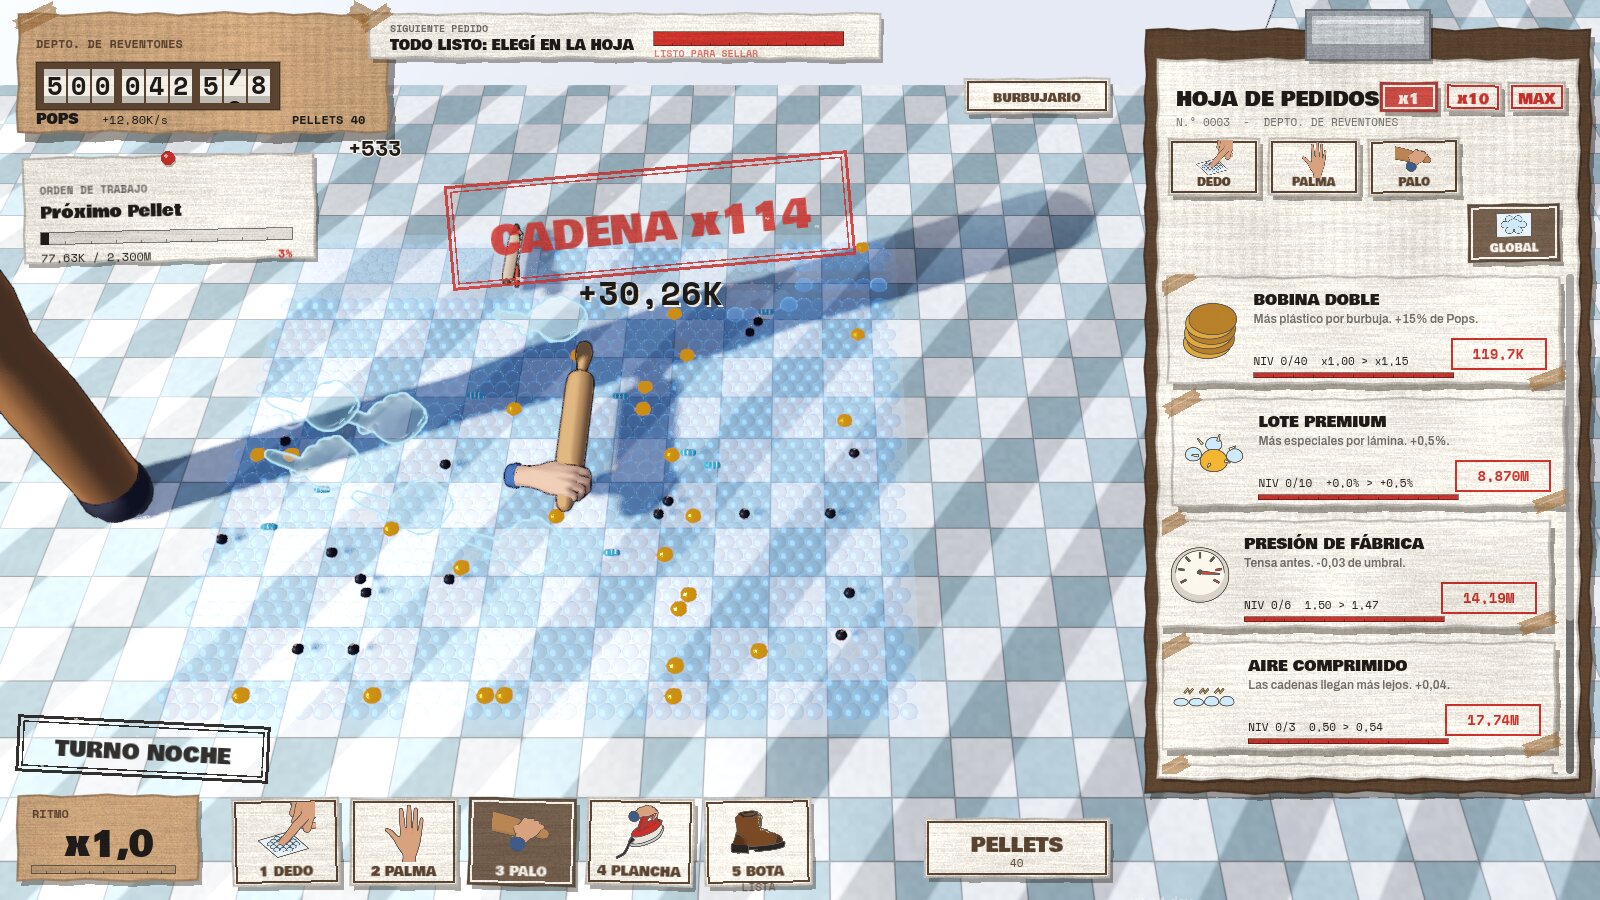 DEPTO. DE REVENTONES
500 042 578
POPS +12,80K/s PELLETS 40
+533
SIGUIENTE PEDIDO
TODO LISTO: ELEGÍ EN LA HOJA
LISTO PARA SELLAR
ORDEN DE TRABAJO
Próximo Pellet
77.63K / 2.300M
3%
BURBUJARIO
CADENA x114
+30,26K
HOJA DE PEDIDOS
x1
x10
MAX
N.° 0003 - DEPTO. DE REVENTONES
DEDO
PALMA
PALO
GLOBAL
BOBINA DOBLE
Más plástico por burbuja. +15% de Pops.
NIV 0/40 x1,00 > x1,15
119,7K
LOTE PREMIUM
Más especiales por lámina. +0,5%.
NIV 0/10 +0,0% > +0,5%
8,870M
PRESIÓN DE FÁBRICA
Tensa antes. -0,03 de umbral.
NIV 0/6 1,50 > 1,47
14,19M
AIRE COMPRIMIDO
Las cadenas llegan más lejos. +0,04.
NIV 0/3 0,50 > 0,54
17,74M
TURNO NOCHE
RITMO
x1,0
1 DEDO
2 PALMA
3 PALO
4 PLANCHA
5 BOTA
LISTA
PELLETS
40